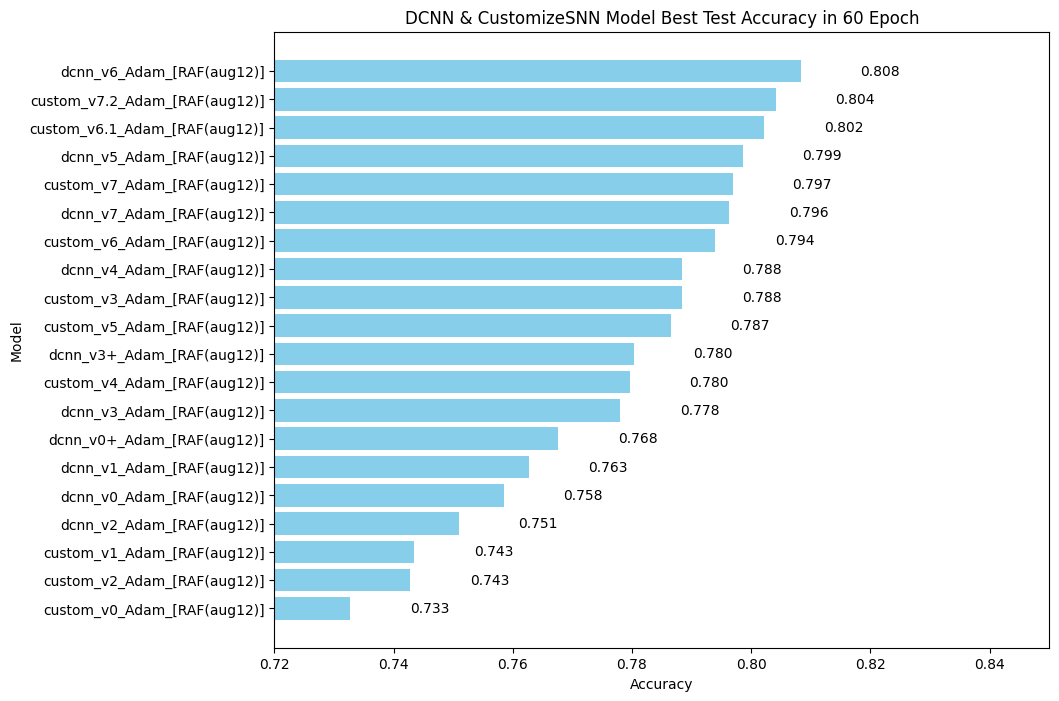 DCNN & CustomizeSNN Model Best Test Accuracy in 60 Epoch
dcnn_v6_Adam_[RAF(aug12)] 0.808
custom_v7.2_Adam_[RAF(aug12)] 0.804
custom_v6.1_Adam_[RAF(aug12)] 0.802
dcnn_v5_Adam_[RAF(aug12)] 0.799
custom_v7_Adam_[RAF(aug12)] 0.797
dcnn_v7_Adam_[RAF(aug12)] 0.796
custom_v6_Adam_[RAF(aug12)] 0.794
dcnn_v4_Adam_[RAF(aug12)] 0.788
custom_v3_Adam_[RAF(aug12)] 0.788
custom_v5_Adam_[RAF(aug12)] 0.787
dcnn_v3+_Adam_[RAF(aug12)] 0.780
custom_v4_Adam_[RAF(aug12)] 0.780
dcnn_v3_Adam_[RAF(aug12)] 0.778
dcnn_v0+_Adam_[RAF(aug12)] 0.768
dcnn_v1_Adam_[RAF(aug12)] 0.763
dcnn_v0_Adam_[RAF(aug12)] 0.758
dcnn_v2_Adam_[RAF(aug12)] 0.751
custom_v1_Adam_[RAF(aug12)] 0.743
custom_v2_Adam_[RAF(aug12)] 0.743
custom_v0_Adam_[RAF(aug12)] 0.733
Model
0.72 0.74 0.76 0.78 0.80 0.82 0.84
Accuracy